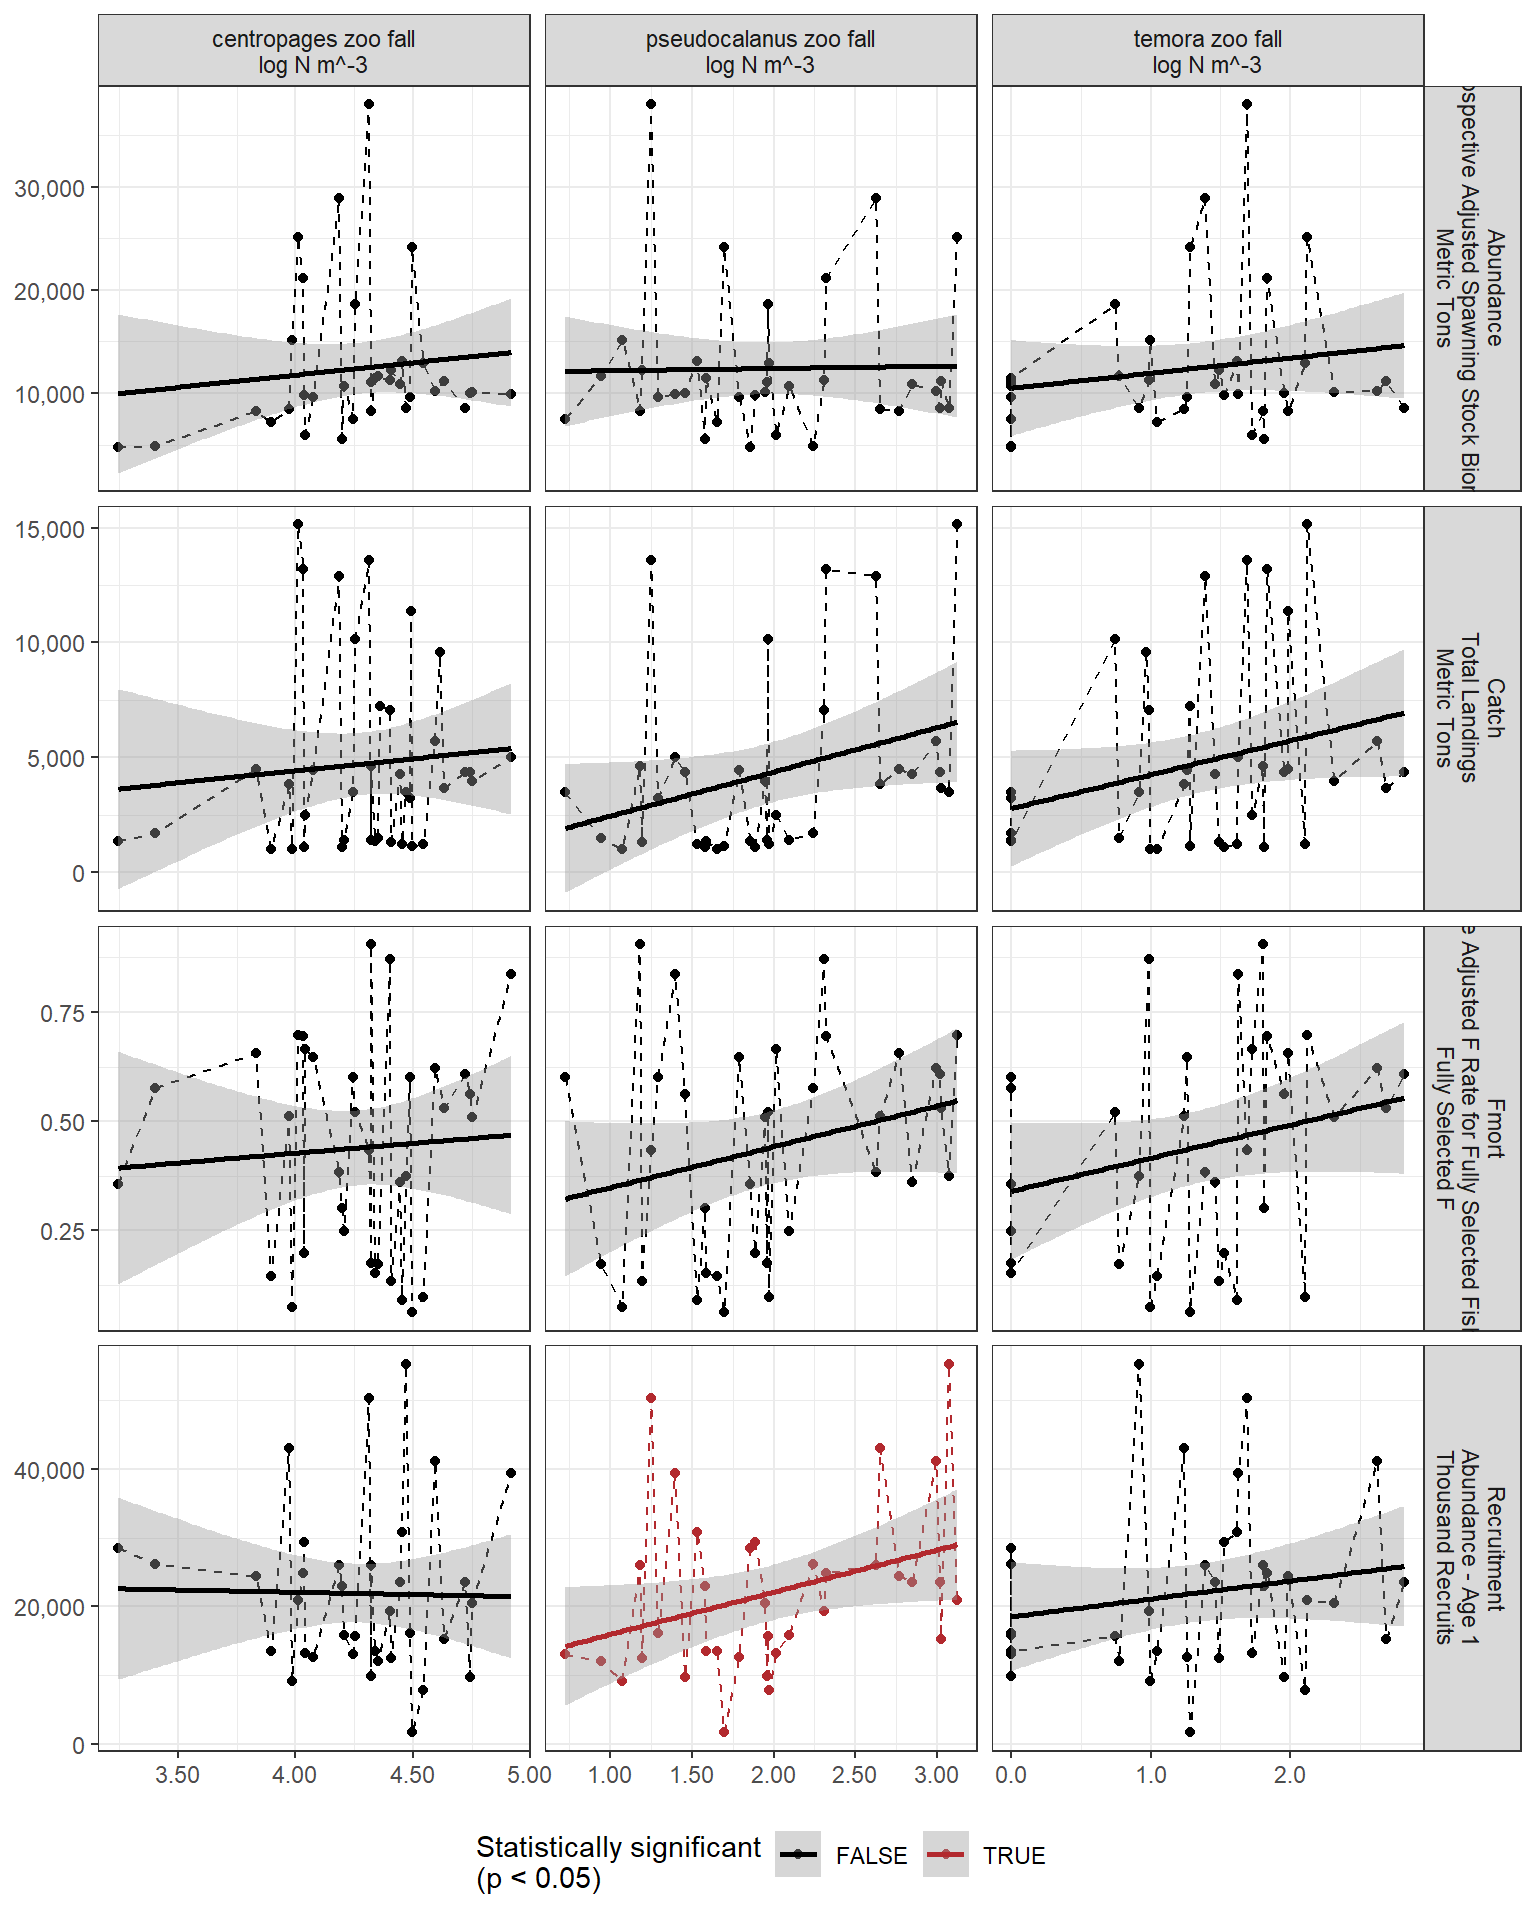 centropages zoo fall
log N m^-3
pseudocalanus zoo fall
log N m^-3
temora zoo fall
log N m^-3
30,000
20,000
10,000
Abundance
Adjusted Spawning Stock
Metric Tons
15,000
10,000
5,000
0
Catch
Total Landings
Metric Tons
0.75
0.50
0.25
Fmort
Adjusted F Rate for Fully Selected
Fully Selected F
40,000
20,000
0
Recruitment
Abundance - Age 1
Thousand Recruits
3.50
4.00
4.50
5.00
1.00
1.50
2.00
2.50
3.00
0.0
1.0
2.0
Statistically significant
(p < 0.05)
FALSE
TRUE